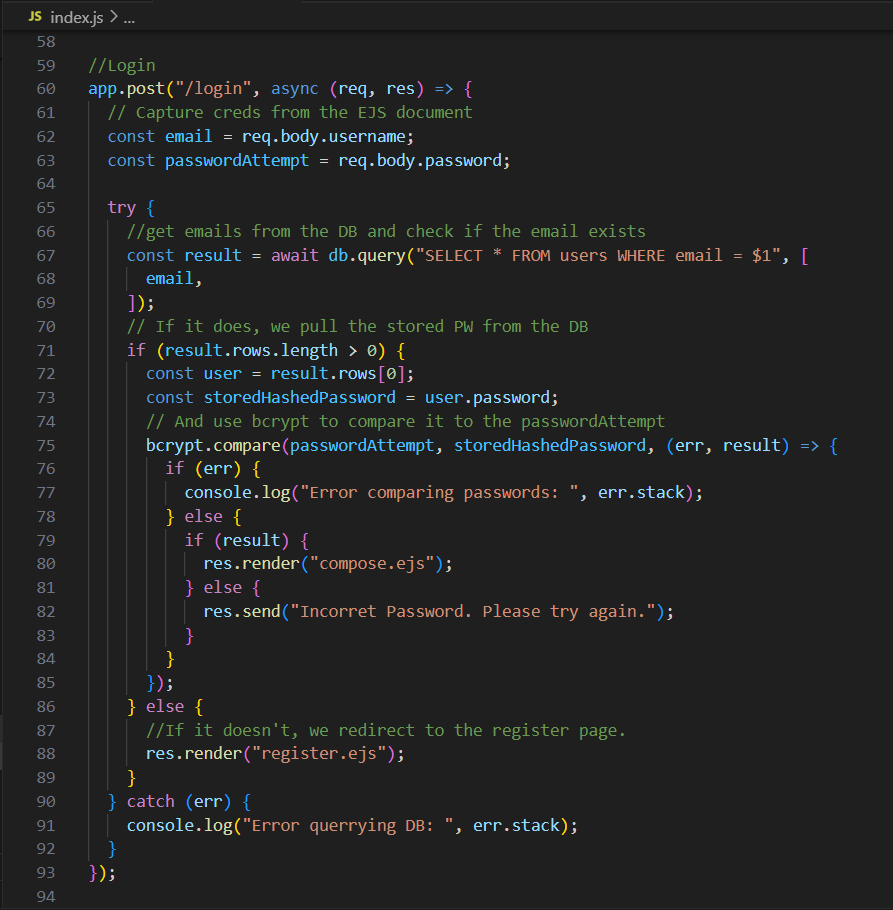 JS index.js > ...
58
59 //Login
60 app.post("/login", async (req, res) => {
61   // Capture creds from the EJS document
62   const email = req.body.username;
63   const passwordAttempt = req.body.password;
64
65   try {
66     //get emails from the DB and check if the email exists
67     const result = await db.query("SELECT * FROM users WHERE email = $1", [
68       email,
69     ]);
70     // If it does, we pull the stored PW from the DB
71     if (result.rows.length > 0) {
72       const user = result.rows[0];
73       const storedHashedPassword = user.password;
74       // And use bcrypt to compare it to the passwordAttempt
75       bcrypt.compare(passwordAttempt, storedHashedPassword, (err, result) => {
76         if (err) {
77           console.log("Error comparing passwords: ", err.stack);
78         } else {
79           if (result) {
80             res.render("compose.ejs");
81           } else {
82             res.send("Incorret Password. Please try again.");
83           }
84         }
85       });
86     } else {
87       //If it doesn't, we redirect to the register page.
88       res.render("register.ejs");
89     }
90   } catch (err) {
91     console.log("Error querrying DB: ", err.stack);
92   }
93 });
94